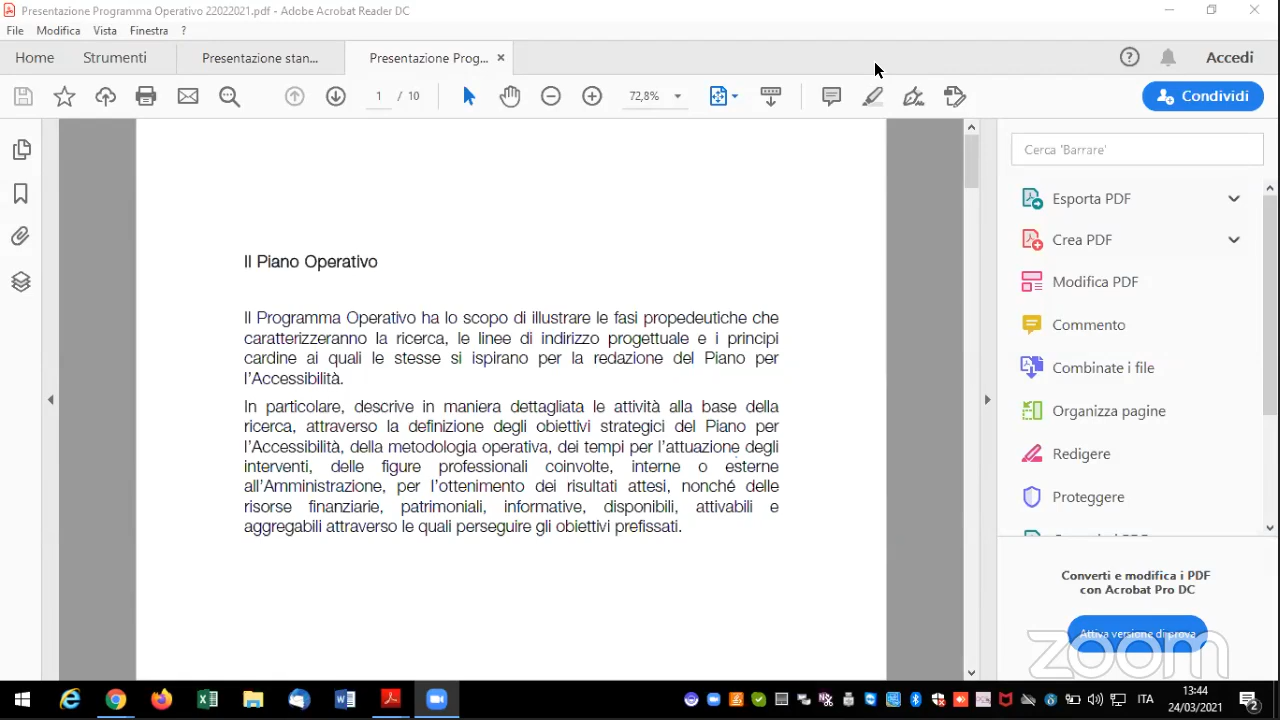 Presentazione Programma Operativo 22022021.pdf - Adobe Acrobat Reader DC
File Modifica Vista Finestra ?
Home Strumenti Presentazione stan... Presentazione Prog... × Accedi
1 / 10 72,8% Condividi
Cerca 'Barrare'
Esporta PDF
Crea PDF
Modifica PDF
Commento
Combinate i file
Organizza pagine
Redigere
Proteggere
Il Piano Operativo
Il Programma Operativo ha lo scopo di illustrare le fasi propedeutiche che
caratterizzeranno la ricerca, le linee di indirizzo progettuale e i principi
cardine ai quali le stesse si ispirano per la redazione del Piano per
l'Accessibilità.
In particolare, descrive in maniera dettagliata le attività alla base della
ricerca, attraverso la definizione degli obiettivi strategici del Piano per
l'Accessibilità, della metodologia operativa, dei tempi per l'attuazione degli
interventi, delle figure professionali coinvolte, interne o esterne
all'Amministrazione, per l'ottenimento dei risultati attesi, nonché delle
risorse finanziarie, patrimoniali, informative, disponibili, attivabili e
aggregabili attraverso le quali perseguire gli obiettivi prefissati.
Converti e modifica i PDF
con Acrobat Pro DC
Attiva versione di prova
zoom
ITA
13:44
24/03/2021
2